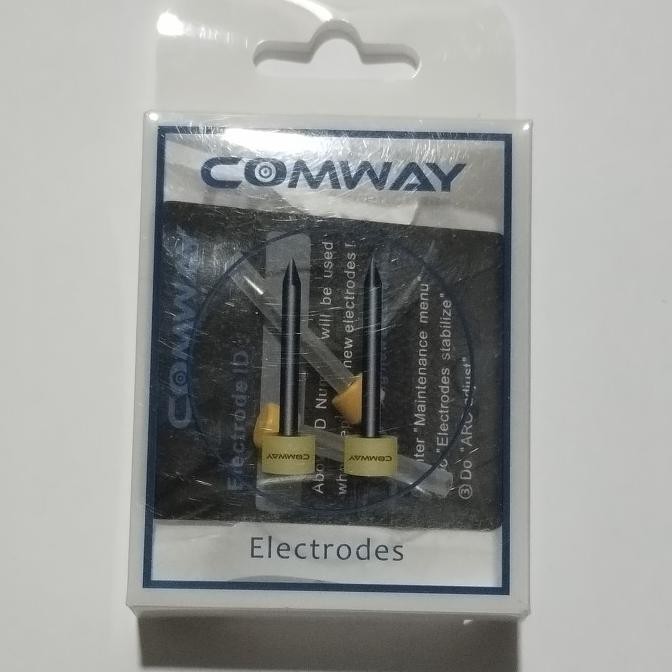 COMWAY
COMWAY
Electrode ID:
will be used
new electrodes!
"Maintenance menu"
"Electrodes stabilize"
③ Do "ARC adjust"
COMWAY
COMWAY
Electrodes